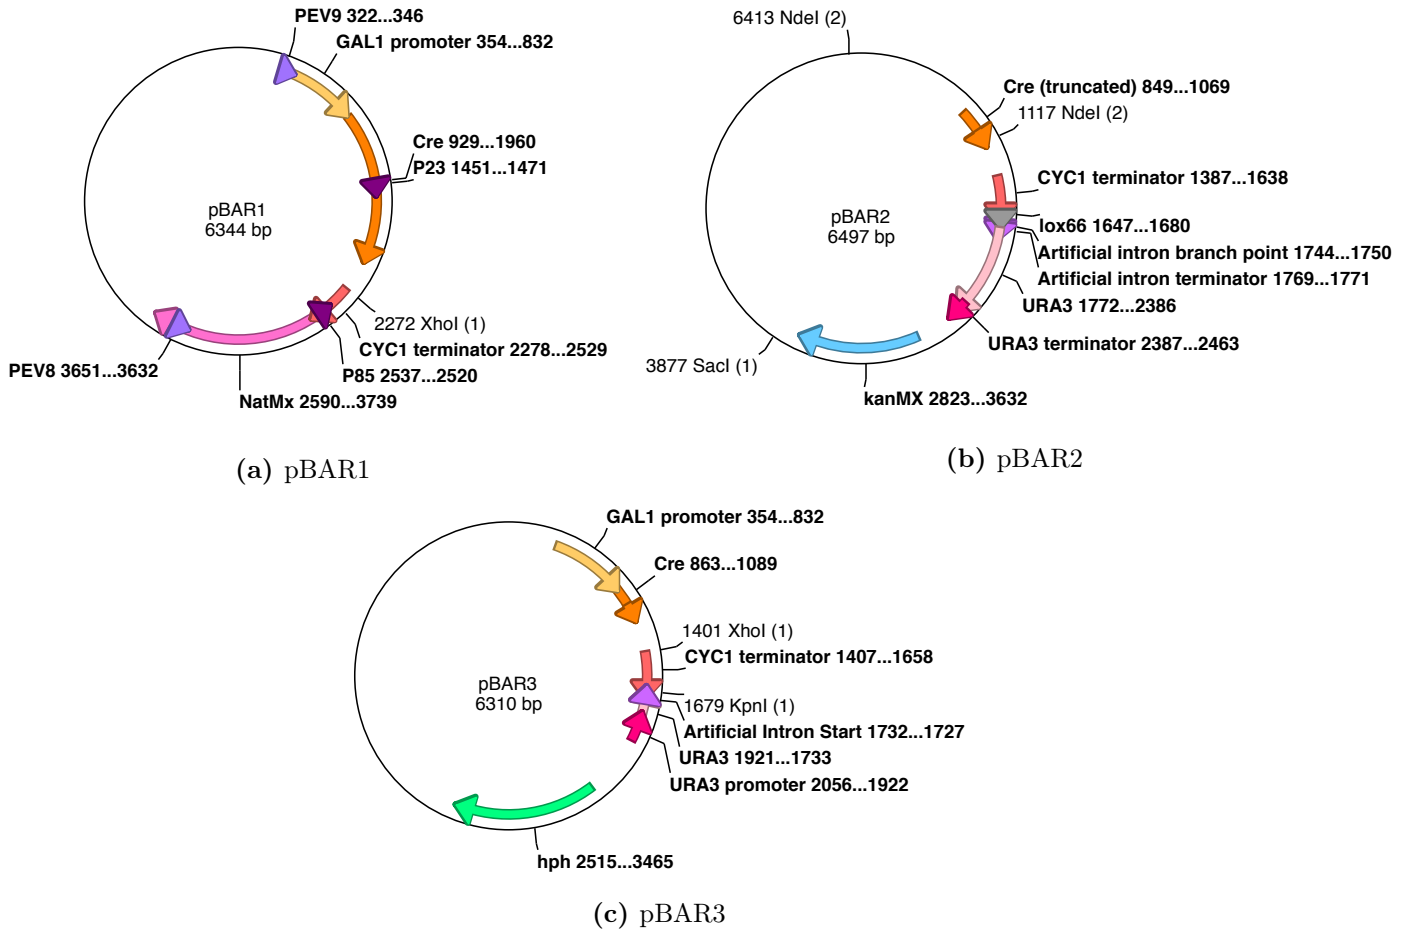 PEV9 322...346
GAL1 promoter 354...832
Cre 929...1960
P23 1451...1471
pBAR1
6344 bp
2272 XhoI (1)
CYC1 terminator 2278...2529
P85 2537...2520
PEV8 3651...3632
NatMx 2590...3739
(a) pBAR1
6413 NdeI (2)
Cre (truncated) 849...1069
1117 NdeI (2)
CYC1 terminator 1387...1638
pBAR2
6497 bp
lox66 1647...1680
Artificial intron branch point 1744...1750
Artificial intron terminator 1769...1771
URA3 1772...2386
URA3 terminator 2387...2463
3877 SacI (1)
kanMX 2823...3632
(b) pBAR2
GAL1 promoter 354...832
Cre 863...1089
1401 XhoI (1)
CYC1 terminator 1407...1658
pBAR3
6310 bp
1679 KpnI (1)
Artificial Intron Start 1732...1727
URA3 1921...1733
URA3 promoter 2056...1922
hph 2515...3465
(c) pBAR3